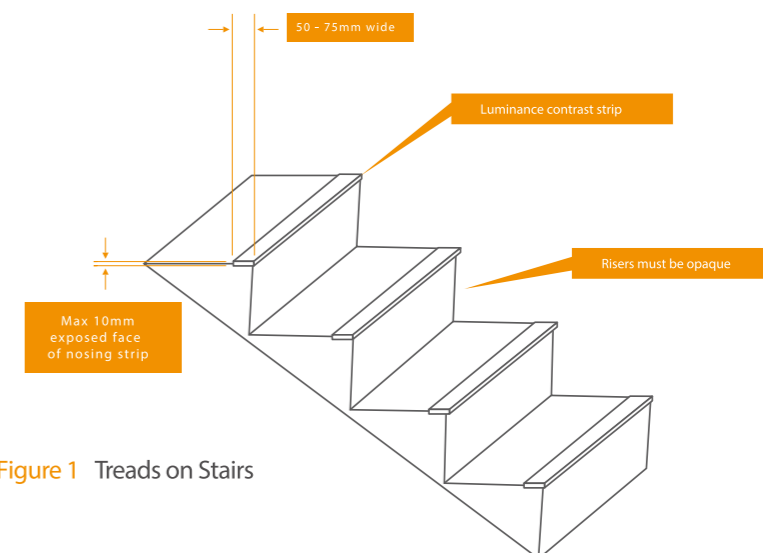 50 - 75mm wide
Luminance contrast strip
Risers must be opaque
Max 10mm
exposed face
of nosing strip
Figure 1 Treads on Stairs